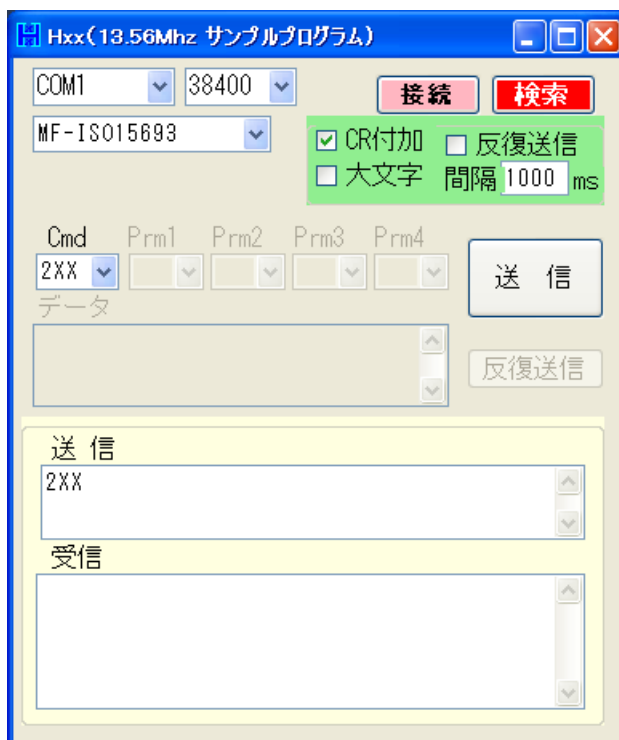 Hxx(13.56Mhz サンプルプログラム)
COM1 38400 接続 検索
MF-ISO15693
CR付加 反復送信
大文字 間隔 1000 ms
Cmd Prm1 Prm2 Prm3 Prm4
2XX 送 信
データ
反復送信
送 信
2XX
受信